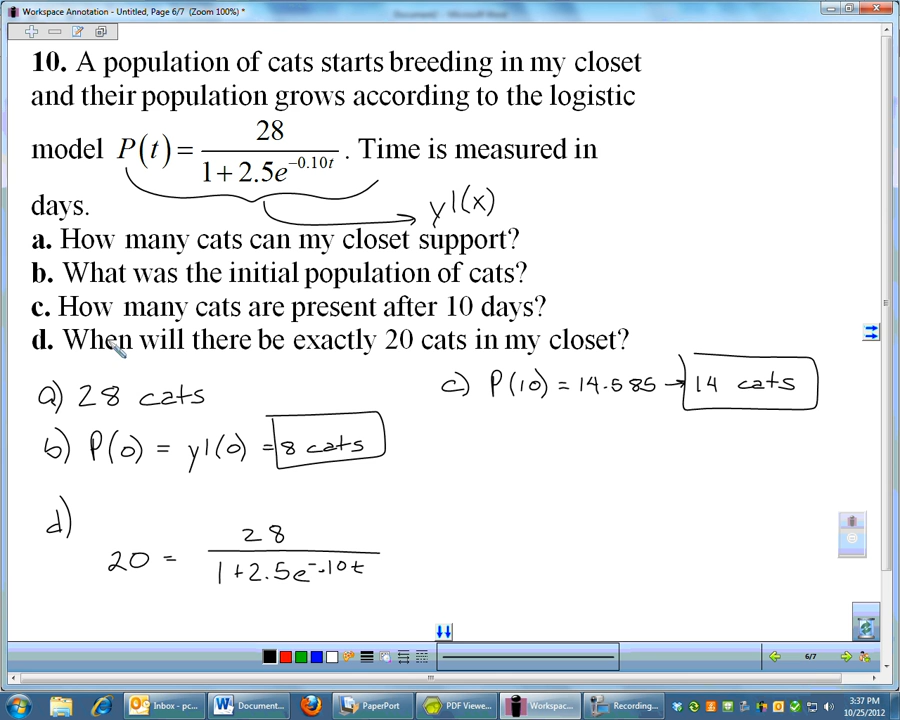 Workspace Annotation - Untitled, Page 6/7 (Zoom 100%) *
10. A population of cats starts breeding in my closet
and their population grows according to the logistic
model P(t) = 28 / (1 + 2.5e^(-0.10t)) . Time is measured in
days.
y1(x)
a. How many cats can my closet support?
b. What was the initial population of cats?
c. How many cats are present after 10 days?
d. When will there be exactly 20 cats in my closet?
a) 28 cats
c) P(10) = 14.585 → 14 cats
b) P(0) = y1(0) = 8 cats
d)
20 = 28 / (1 + 2.5e^(-.10t))
6/7
Inbox - pc...
Document...
PaperPort
PDF Viewe...
Workspac...
Recording...
3:37 PM
10/25/2012